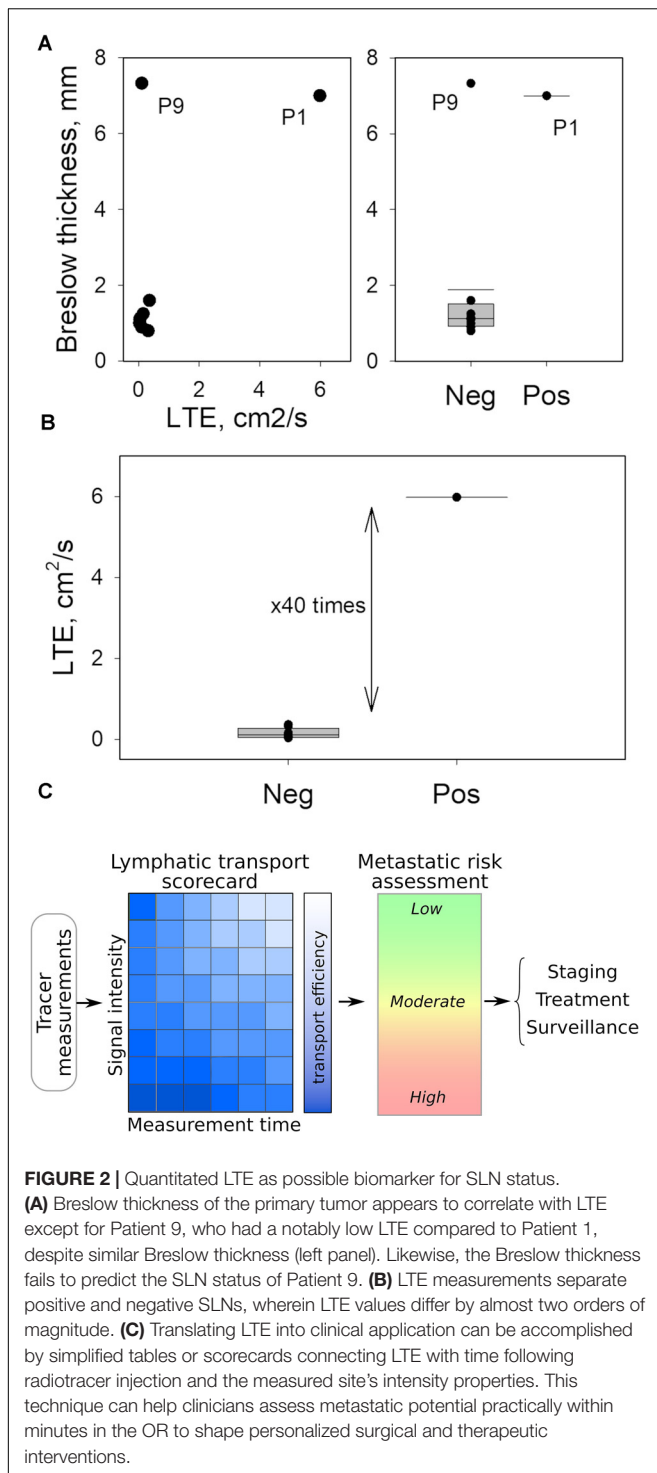 A
8
6
4
2
0
Breslow thickness, mm
P9
P1
0 2 4 6
LTE, cm2/s
8
6
4
2
0
P9
P1
Neg Pos
B
6
4
2
0
LTE, cm²/s
x40 times
Neg Pos
C
Tracer
measurements
Lymphatic transport
scorecard
Signal intensity
Measurement time
transport efficiency
Metastatic risk
assessment
Low
Moderate
High
Staging
Treatment
Surveillance
FIGURE 2 | Quantitated LTE as possible biomarker for SLN status.
(A) Breslow thickness of the primary tumor appears to correlate with LTE
except for Patient 9, who had a notably low LTE compared to Patient 1,
despite similar Breslow thickness (left panel). Likewise, the Breslow thickness
fails to predict the SLN status of Patient 9. (B) LTE measurements separate
positive and negative SLNs, wherein LTE values differ by almost two orders of
magnitude. (C) Translating LTE into clinical application can be accomplished
by simplified tables or scorecards connecting LTE with time following
radiotracer injection and the measured site's intensity properties. This
technique can help clinicians assess metastatic potential practically within
minutes in the OR to shape personalized surgical and therapeutic
interventions.